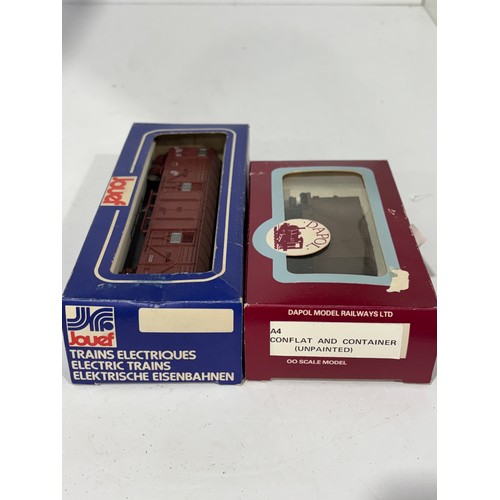 Jouef
Jouef
TRAINS ELECTRIQUES
ELECTRIC TRAINS
ELEKTRISCHE EISENBAHNEN
DAPOL
DAPOL MODEL RAILWAYS LTD
A4
CONFLAT AND CONTAINER
(UNPAINTED)
OO SCALE MODEL